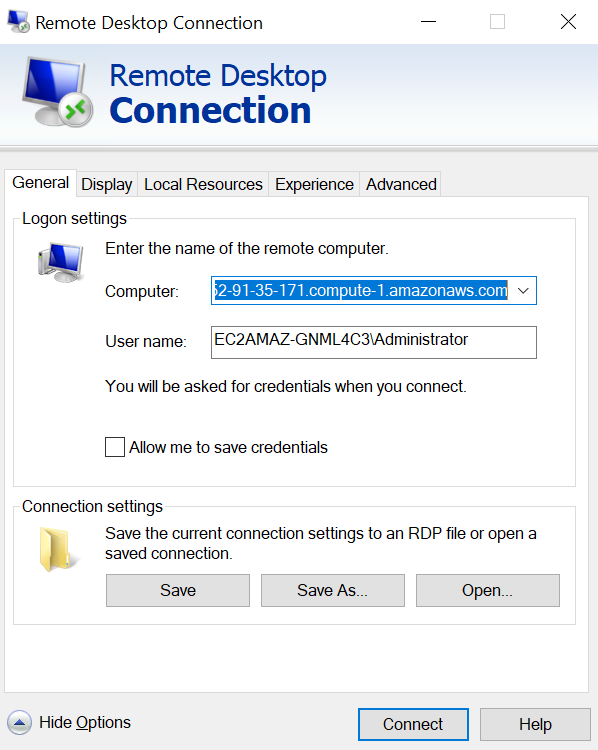 Remote Desktop Connection
Remote Desktop
Connection
General Display Local Resources Experience Advanced
Logon settings
Enter the name of the remote computer.
Computer: 52-91-35-171.compute-1.amazonaws.com
User name: EC2AMAZ-GNML4C3\Administrator
You will be asked for credentials when you connect.
Allow me to save credentials
Connection settings
Save the current connection settings to an RDP file or open a
saved connection.
Save Save As... Open...
Hide Options Connect Help